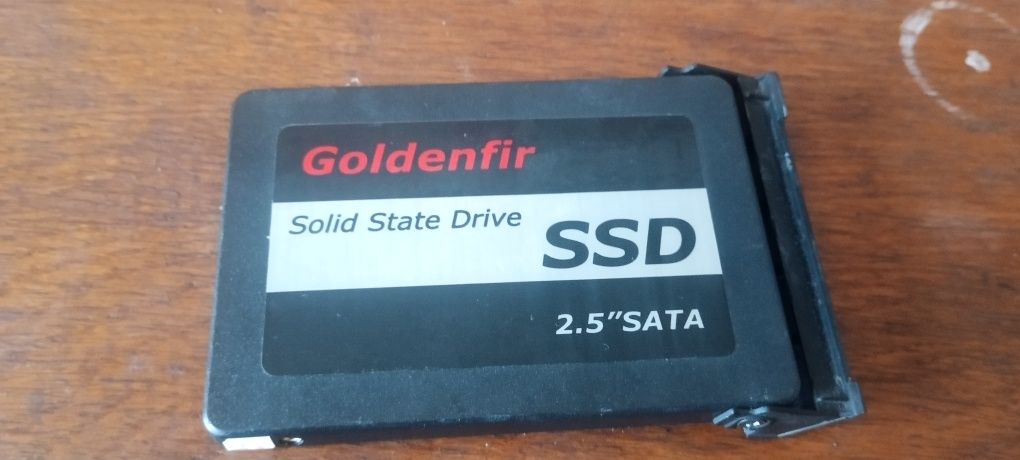 Goldenfir
Solid State Drive
SSD
2.5"SATA